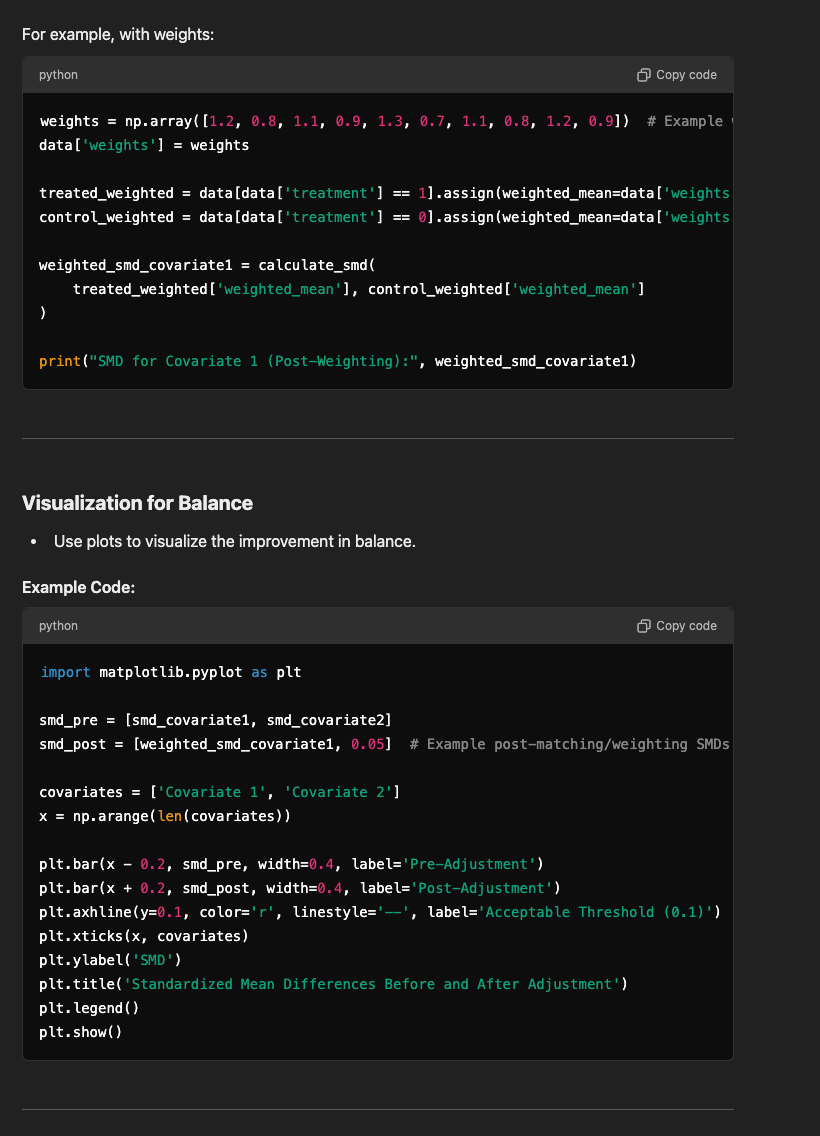 For example, with weights:
python
Copy code
weights = np.array([1.2, 0.8, 1.1, 0.9, 1.3, 0.7, 1.1, 0.8, 1.2, 0.9])  # Example
data['weights'] = weights
treated_weighted = data[data['treatment'] == 1].assign(weighted_mean=data['weights
control_weighted = data[data['treatment'] == 0].assign(weighted_mean=data['weights
weighted_smd_covariate1 = calculate_smd(
    treated_weighted['weighted_mean'], control_weighted['weighted_mean']
)
print("SMD for Covariate 1 (Post-Weighting):", weighted_smd_covariate1)
Visualization for Balance
• Use plots to visualize the improvement in balance.
Example Code:
python
Copy code
import matplotlib.pyplot as plt
smd_pre = [smd_covariate1, smd_covariate2]
smd_post = [weighted_smd_covariate1, 0.05]  # Example post-matching/weighting SMDs
covariates = ['Covariate 1', 'Covariate 2']
x = np.arange(len(covariates))
plt.bar(x - 0.2, smd_pre, width=0.4, label='Pre-Adjustment')
plt.bar(x + 0.2, smd_post, width=0.4, label='Post-Adjustment')
plt.axhline(y=0.1, color='r', linestyle='--', label='Acceptable Threshold (0.1)')
plt.xticks(x, covariates)
plt.ylabel('SMD')
plt.title('Standardized Mean Differences Before and After Adjustment')
plt.legend()
plt.show()